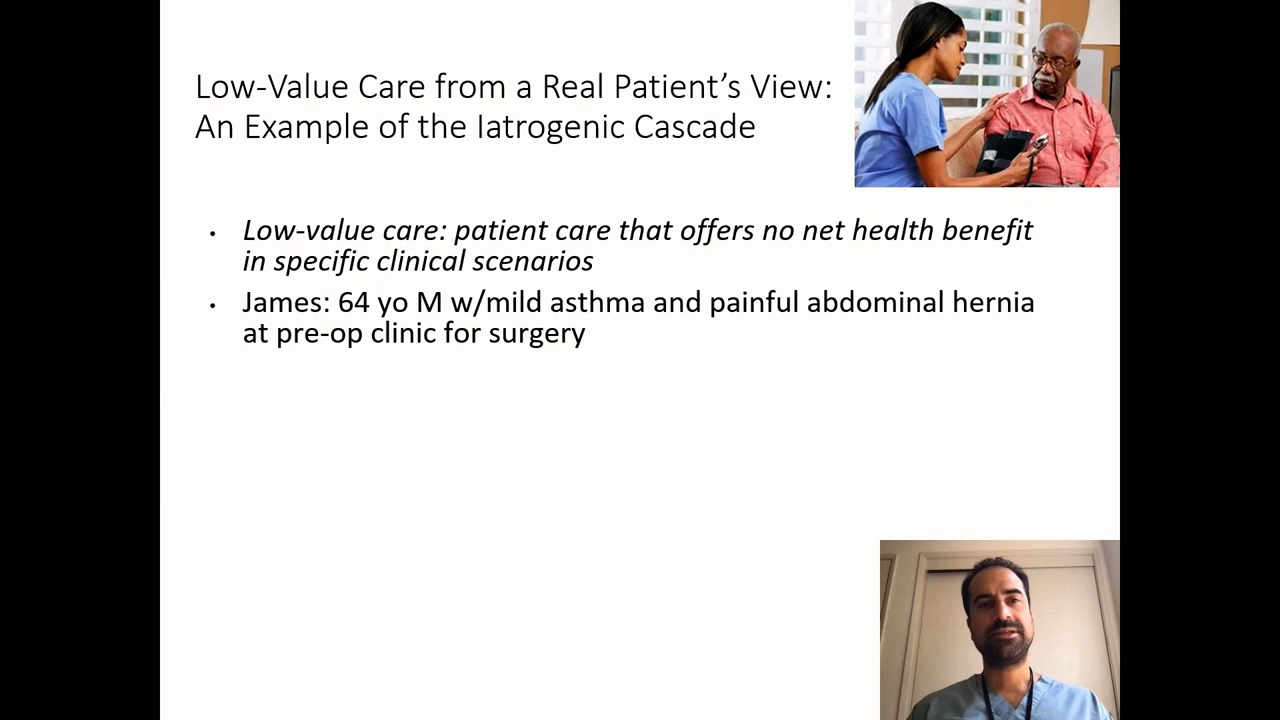 Low-Value Care from a Real Patient’s View:
An Example of the Iatrogenic Cascade
• Low-value care: patient care that offers no net health benefit
in specific clinical scenarios
• James: 64 yo M w/mild asthma and painful abdominal hernia
at pre-op clinic for surgery